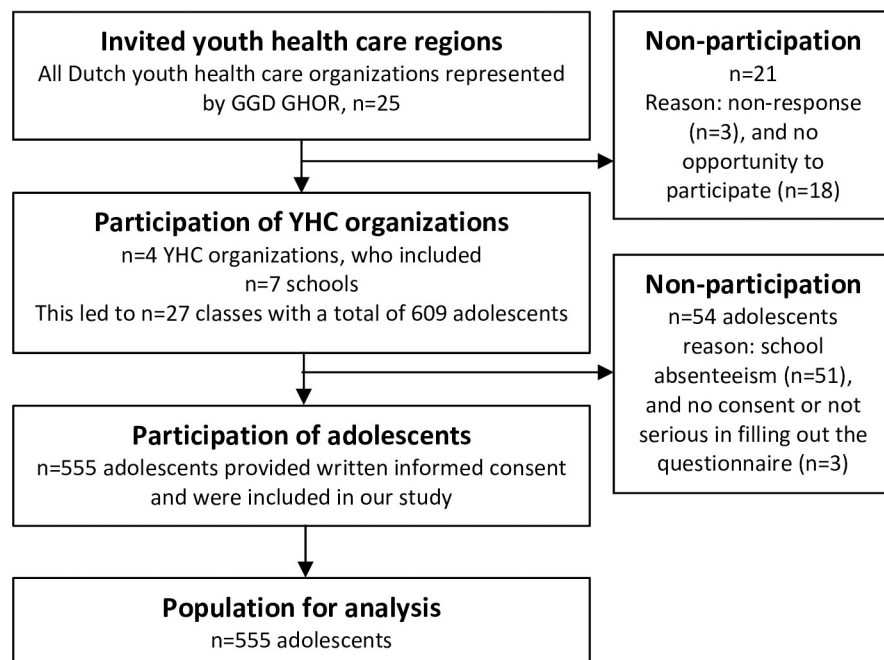 Invited youth health care regions
All Dutch youth health care organizations represented
by GGD GHOR, n=25
Non-participation
n=21
Reason: non-response
(n=3), and no
opportunity to
participate (n=18)
Participation of YHC organizations
n=4 YHC organizations, who included
n=7 schools
This led to n=27 classes with a total of 609 adolescents
Non-participation
n=54 adolescents
reason: school
absenteeism (n=51),
and no consent or not
serious in filling out the
questionnaire (n=3)
Participation of adolescents
n=555 adolescents provided written informed consent
and were included in our study
Population for analysis
n=555 adolescents